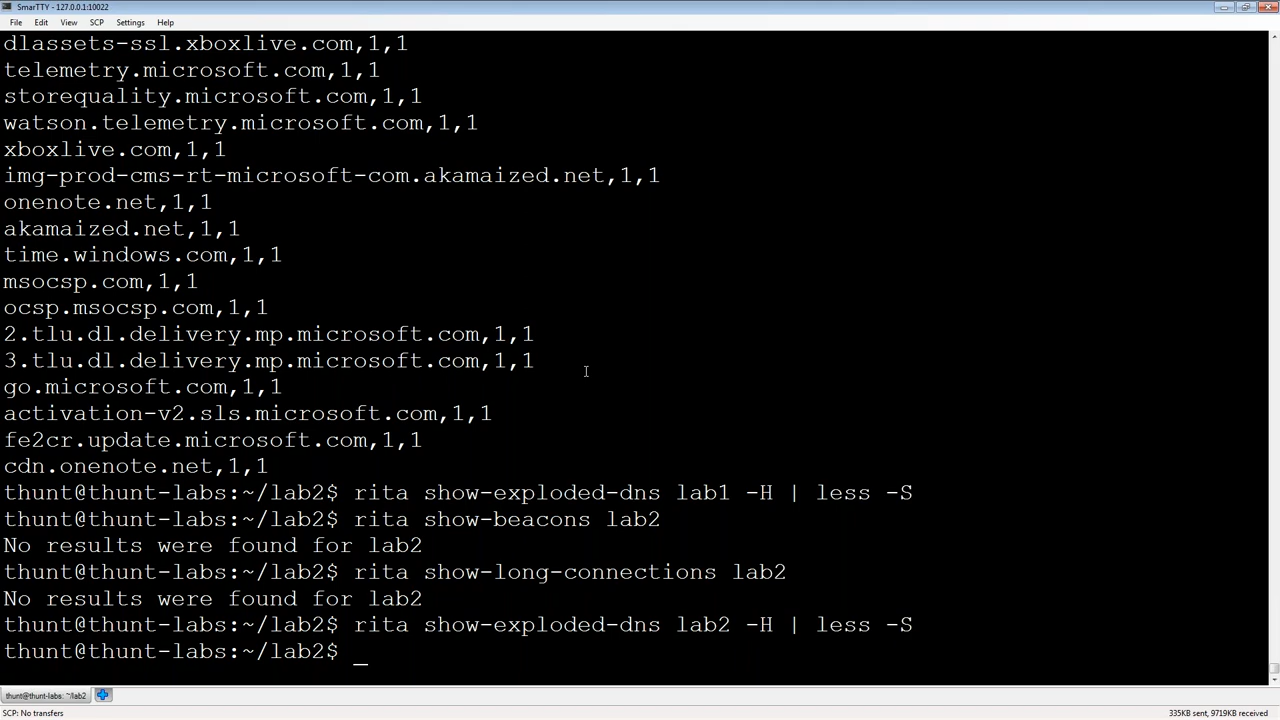 SmarTTY - 127.0.0.1:10022
File Edit View SCP Settings Help
dlassets-ssl.xboxlive.com,1,1
telemetry.microsoft.com,1,1
storequality.microsoft.com,1,1
watson.telemetry.microsoft.com,1,1
xboxlive.com,1,1
img-prod-cms-rt-microsoft-com.akamaized.net,1,1
onenote.net,1,1
akamaized.net,1,1
time.windows.com,1,1
msocsp.com,1,1
ocsp.msocsp.com,1,1
2.tlu.dl.delivery.mp.microsoft.com,1,1
3.tlu.dl.delivery.mp.microsoft.com,1,1
go.microsoft.com,1,1
activation-v2.sls.microsoft.com,1,1
fe2cr.update.microsoft.com,1,1
cdn.onenote.net,1,1
thunt@thunt-labs:~/lab2$ rita show-exploded-dns lab1 -H | less -S
thunt@thunt-labs:~/lab2$ rita show-beacons lab2
No results were found for lab2
thunt@thunt-labs:~/lab2$ rita show-long-connections lab2
No results were found for lab2
thunt@thunt-labs:~/lab2$ rita show-exploded-dns lab2 -H | less -S
thunt@thunt-labs:~/lab2$ _
thunt@thunt-labs: ~/lab2
SCP: No transfers 335KB sent, 9719KB received